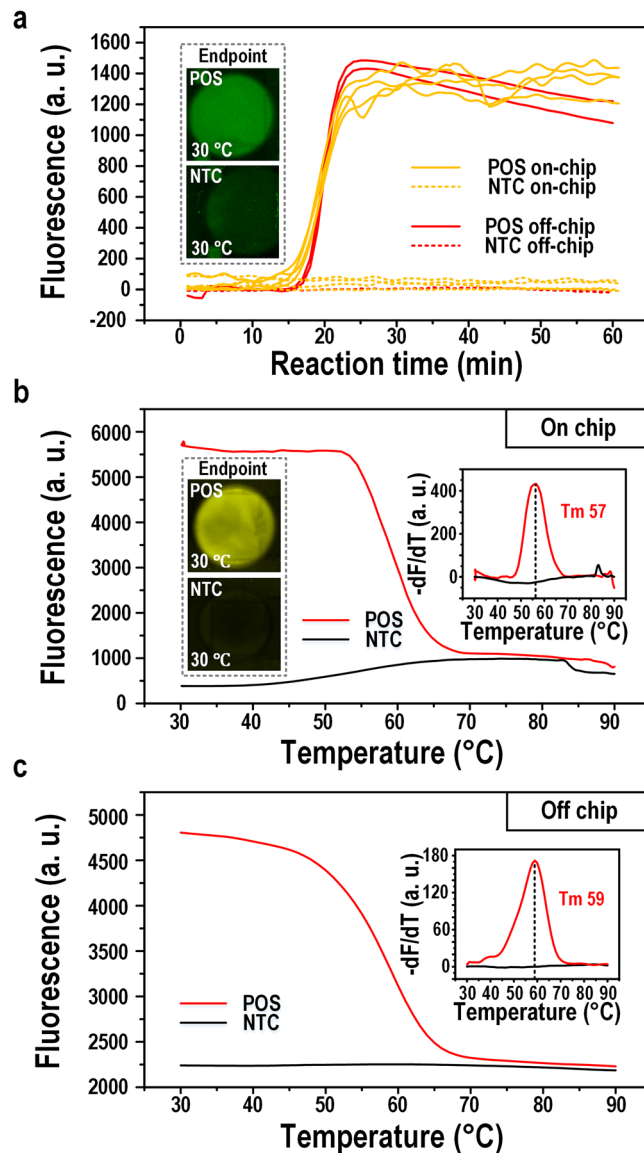 a
1600
1400
1200
1000
800
600
400
200
0
-200
Fluorescence (a. u.)
Endpoint
POS
30 °C
NTC
30 °C
POS on-chip
NTC on-chip
POS off-chip
NTC off-chip
0 10 20 30 40 50 60
Reaction time (min)
b
On chip
6000
5000
4000
3000
2000
1000
0
Fluorescence (a. u.)
Endpoint
POS
30 °C
NTC
30 °C
POS
NTC
400
200
0
-dF/dT (a. u.)
Tm 57
30 40 50 60 70 80 90
Temperature (°C)
30 40 50 60 70 80 90
Temperature (°C)
c
Off chip
5000
4500
4000
3500
3000
2500
2000
Fluorescence (a. u.)
POS
NTC
180
120
60
0
-dF/dT (a. u.)
Tm 59
30 40 50 60 70 80 90
Temperature (°C)
30 40 50 60 70 80 90
Temperature (°C)